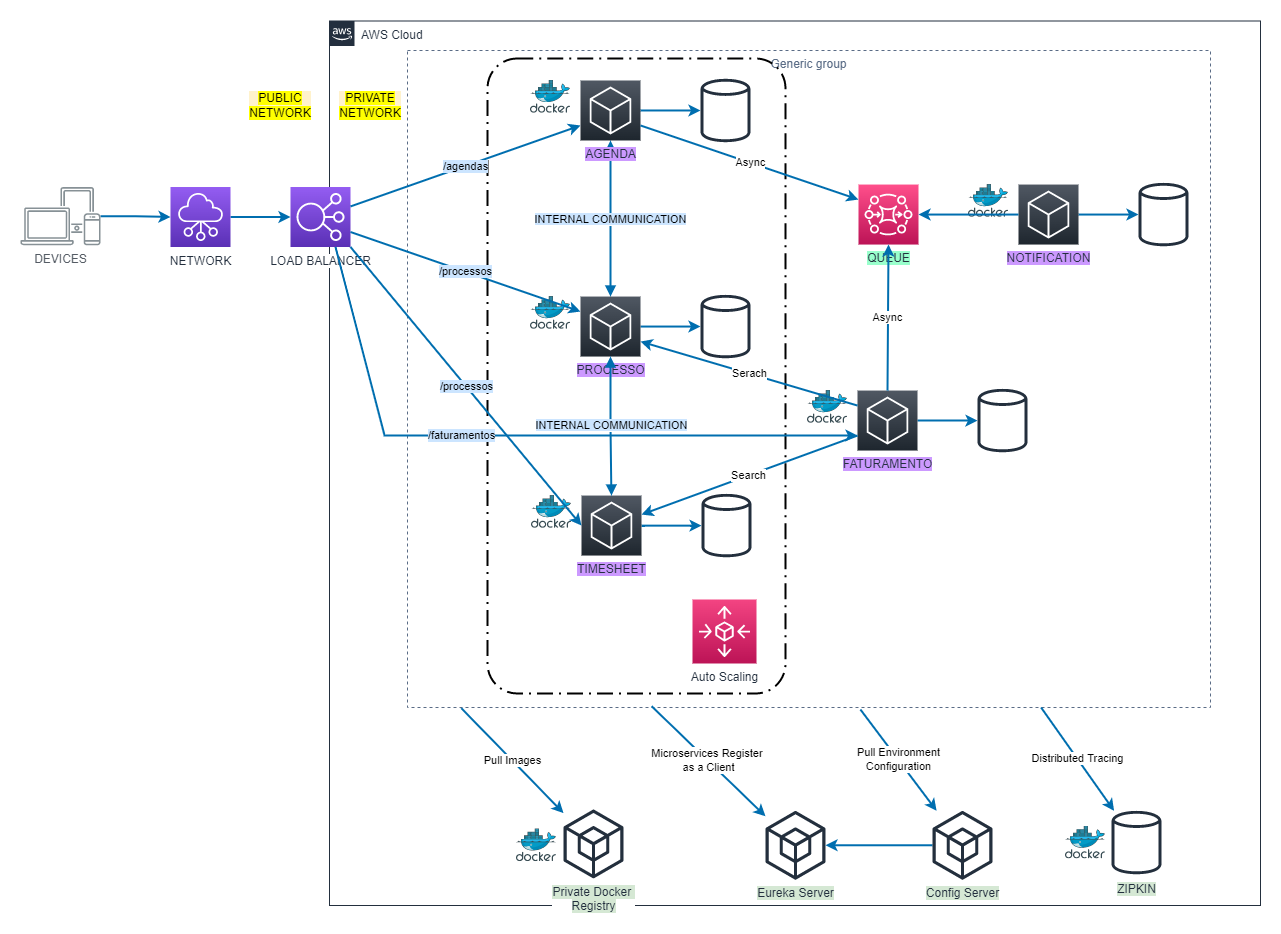 aws
AWS Cloud
Generic group
PUBLIC
NETWORK
PRIVATE
NETWORK
docker
AGENDA
/agendas
Async
INTERNAL COMMUNICATION
docker
QUEUE
NOTIFICATION
DEVICES
NETWORK
LOAD BALANCER
/processos
docker
PROCESSO
Async
Serach
/processos
docker
/faturamentos
INTERNAL COMMUNICATION
FATURAMENTO
Search
docker
TIMESHEET
Auto Scaling
Pull Images
Microservices Register
as a Client
Pull Environment
Configuration
Distributed Tracing
docker
Private Docker
Registry
Eureka Server
Config Server
docker
ZIPKIN